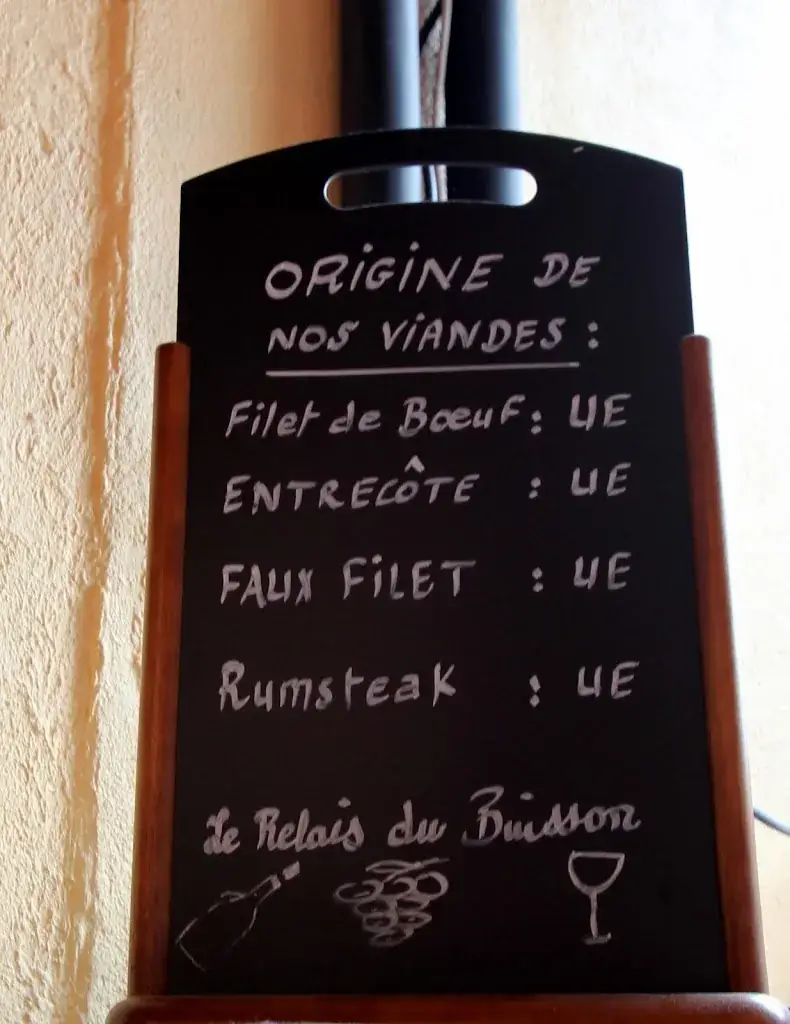 ORiGiNE DE
NOS ViANDES :
Filet de Bœuf : UE
ENTRECÔTE : UE
FAUX FiLET : UE
Rumsteak : UE
Le Relais du Buisson